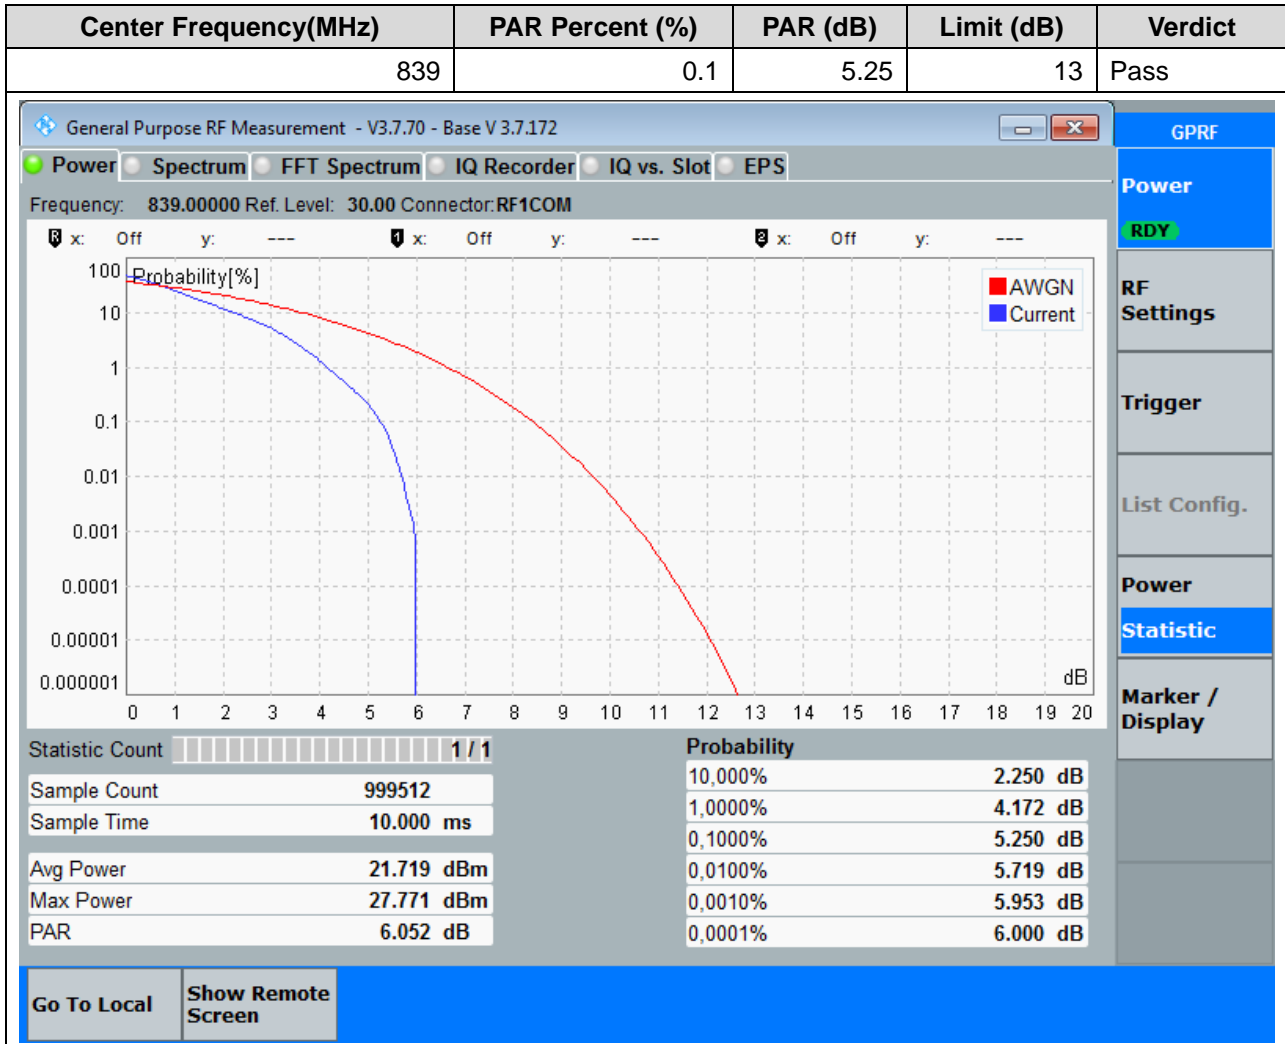 Center Frequency(MHz) PAR Percent (%) PAR (dB) Limit (dB) Verdict
839 0.1 5.25 13 Pass
General Purpose RF Measurement - V3.7.70 - Base V 3.7.172
GPRF
Power Spectrum FFT Spectrum IQ Recorder IQ vs. Slot EPS
Power
RDY
Frequency: 839.00000 Ref. Level: 30.00 Connector:RF1COM
R x: Off y: --- 1 x: Off y: --- 2 x: Off y: ---
100 Probability[%]
AWGN
Current
10
1
0.1
0.01
0.001
0.0001
0.00001
0.000001
dB
0 1 2 3 4 5 6 7 8 9 10 11 12 13 14 15 16 17 18 19 20
RF
Settings
Trigger
List Config.
Power
Statistic
Marker /
Display
Statistic Count 1 / 1
Sample Count 999512
Sample Time 10.000 ms
Avg Power 21.719 dBm
Max Power 27.771 dBm
PAR 6.052 dB
Probability
10,000% 2.250 dB
1,0000% 4.172 dB
0,1000% 5.250 dB
0,0100% 5.719 dB
0,0010% 5.953 dB
0,0001% 6.000 dB
Go To Local
Show Remote
Screen